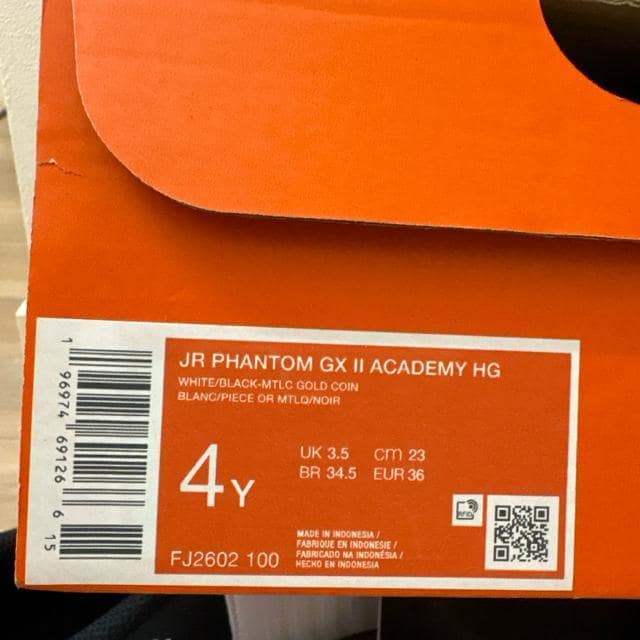 JR PHANTOM GX II ACADEMY HG
WHITE/BLACK-MTLC GOLD COIN
BLANC/PIECE OR MTLQ/NOIR
4Y
UK 3.5 cm 23
BR 34.5 EUR 36
RFID
FJ2602 100
MADE IN INDONESIA /
FABRIQUE EN INDONESIE /
FABRICADO NA INDONÉSIA /
HECHO EN INDONESIA
1 96974 69126 6 15